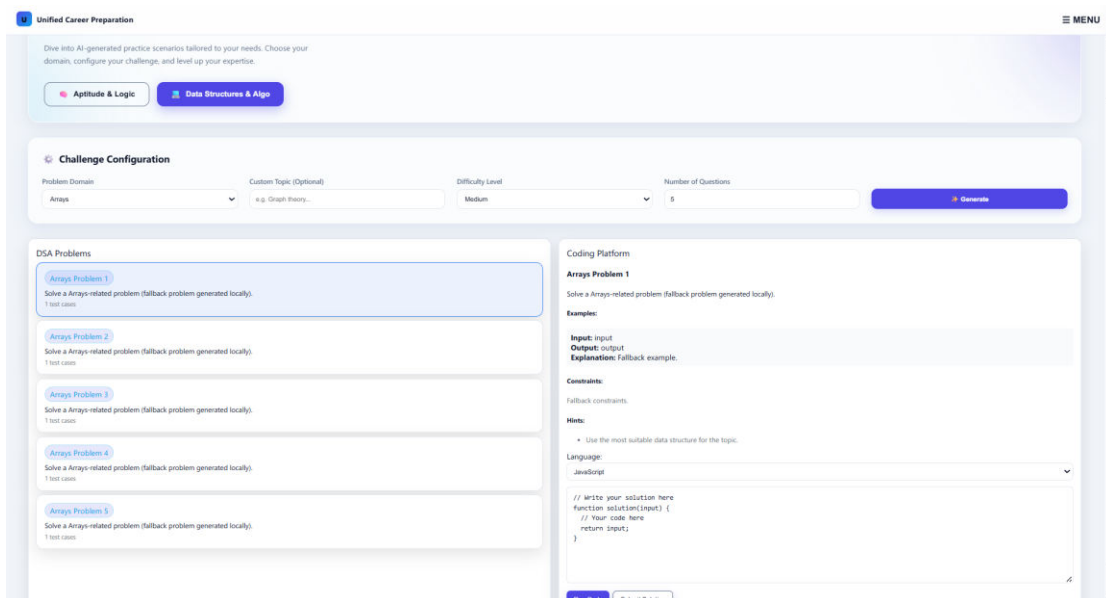 U Unified Career Preparation
☰ MENU
Dive into AI-generated practice scenarios tailored to your needs. Choose your
domain, configure your challenge, and level up your expertise.
Aptitude & Logic
Data Structures & Algo
Challenge Configuration
Problem Domain
Custom Topic (Optional)
Difficulty Level
Number of Questions
Arrays
e.g. Graph theory...
Medium
5
Generate
DSA Problems
Arrays Problem 1
Solve a Arrays-related problem (fallback problem generated locally).
1 test cases
Arrays Problem 2
Solve a Arrays-related problem (fallback problem generated locally).
1 test cases
Arrays Problem 3
Solve a Arrays-related problem (fallback problem generated locally).
1 test cases
Arrays Problem 4
Solve a Arrays-related problem (fallback problem generated locally).
1 test cases
Arrays Problem 5
Solve a Arrays-related problem (fallback problem generated locally).
1 test cases
Coding Platform
Arrays Problem 1
Solve a Arrays-related problem (fallback problem generated locally).
Examples:
Input: input
Output: output
Explanation: Fallback example.
Constraints:
Fallback constraints.
Hints:
• Use the most suitable data structure for the topic.
Language:
JavaScript
// Write your solution here
function solution(input) {
  // Your code here
  return input;
}